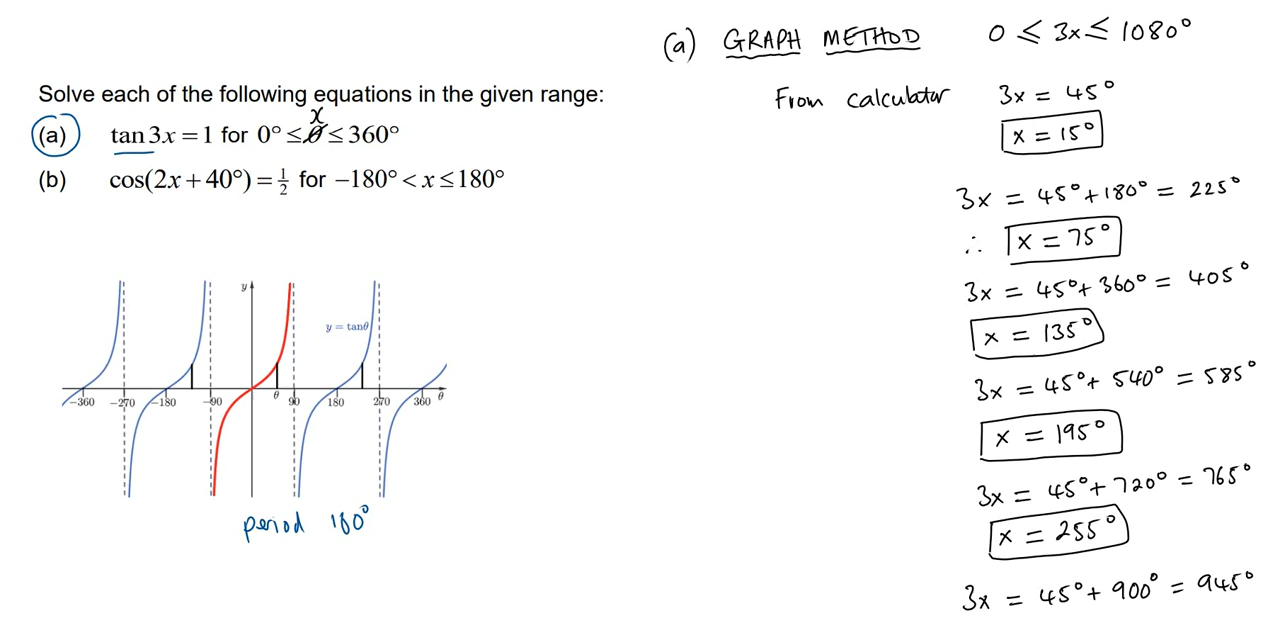 Solve each of the following equations in the given range:
x
(a) tan 3x = 1 for 0° ≤ θ ≤ 360°
(b) cos(2x + 40°) = 1/2 for −180° < x ≤ 180°
y
y = tanθ
−360 −270 −180 −90 θ 90 180 270 360 θ
period 180°
(a) GRAPH METHOD 0 ≤ 3x ≤ 1080°
From calculator 3x = 45°
x = 15°
3x = 45° + 180° = 225°
∴ x = 75°
3x = 45° + 360° = 405°
x = 135°
3x = 45° + 540° = 585°
x = 195°
3x = 45° + 720° = 765°
x = 255°
3x = 45° + 900° = 945°